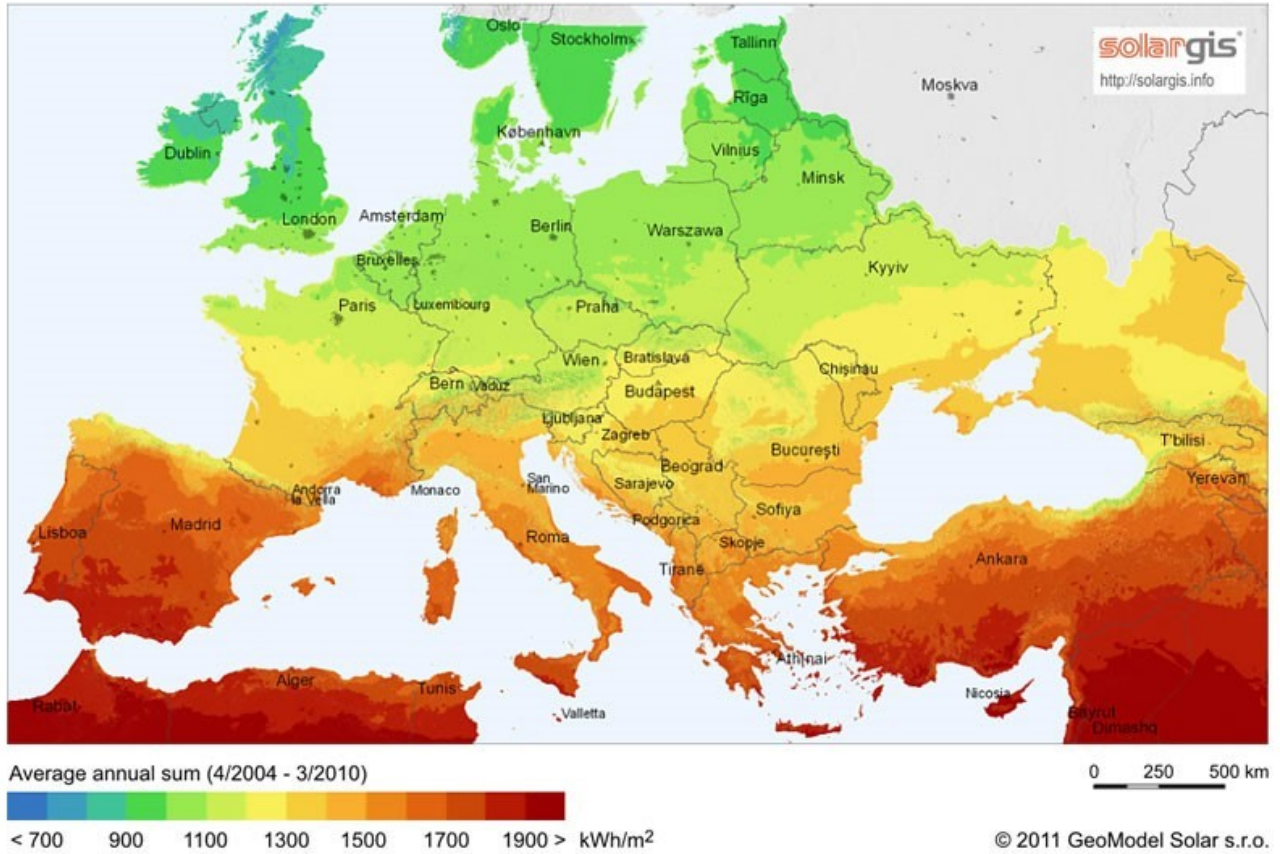 Oslo
Stockholm
Tallinn
solargis
http://solargis.info
Moskva
Rīga
København
Vilnius
Dublin
Minsk
London
Amsterdam
Berlin
Warszawa
Bruxelles
Kyyiv
Paris
Luxembourg
Praha
Wien
Bratislava
Bern
Vaduz
Budapest
Chișinau
Ljubljana
Zagreb
București
T'bilisi
Beograd
Andorra
la Vella
Monaco
San
Marino
Sarajevo
Yerevan
Lisboa
Madrid
Roma
Podgorica
Sofiya
Skopje
Tiranë
Ankara
Athínai
Alger
Tunis
Rabat
Valletta
Nicosia
Bayrut
Dimashq
Average annual sum (4/2004 - 3/2010)
0 250 500 km
< 700 900 1100 1300 1500 1700 1900 > kWh/m²
© 2011 GeoModel Solar s.r.o.